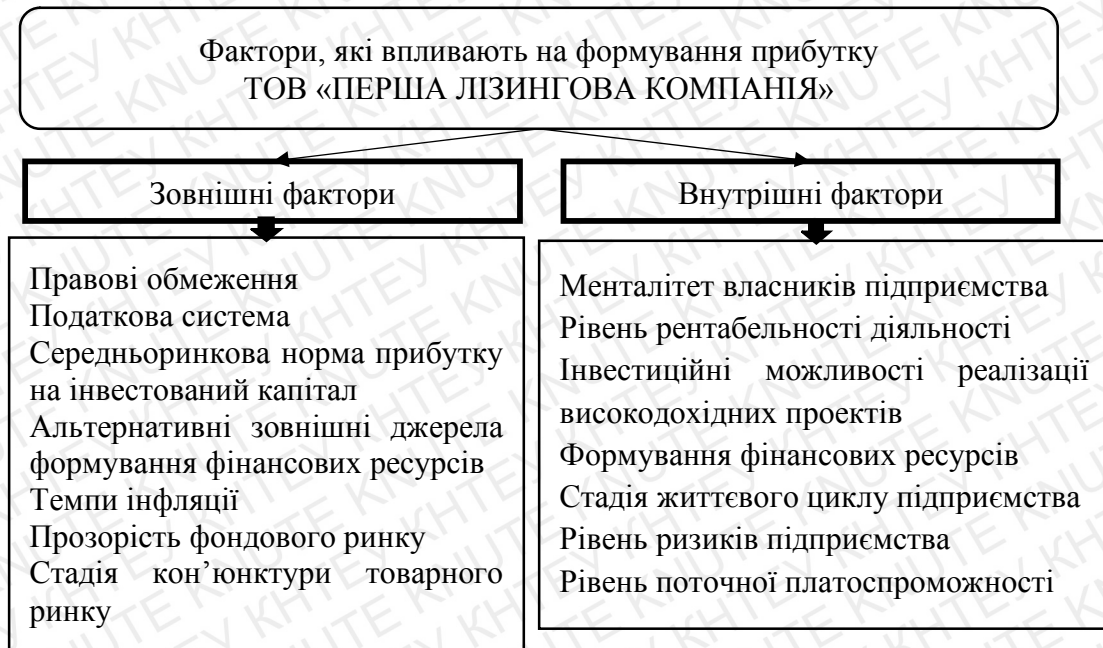 Фактори, які впливають на формування прибутку
ТОВ «ПЕРША ЛІЗИНГОВА КОМПАНІЯ»
Зовнішні фактори
Правові обмеження
Податкова система
Середньоринкова норма прибутку
на інвестований капітал
Альтернативні зовнішні джерела
формування фінансових ресурсів
Темпи інфляції
Прозорість фондового ринку
Стадія кон’юнктури товарного
ринку
Внутрішні фактори
Менталітет власників підприємства
Рівень рентабельності діяльності
Інвестиційні можливості реалізації
високодохідних проектів
Формування фінансових ресурсів
Стадія життєвого циклу підприємства
Рівень ризиків підприємства
Рівень поточної платоспроможності